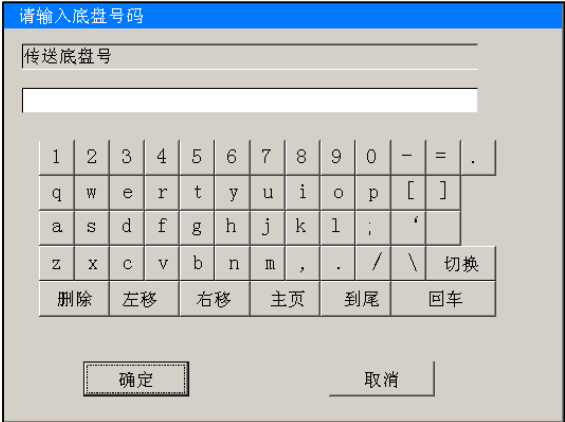 请输入底盘号码
传送底盘号
1 2 3 4 5 6 7 8 9 0 - = .
q w e r t y u i o p [ ]
a s d f g h j k l ; ‘
z x c v b n m , . / \ 切换
删除 左移 右移 主页 到尾 回车
确定 取消